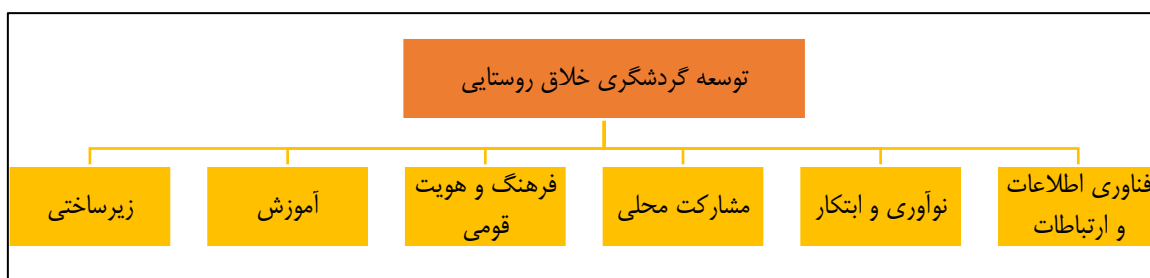 توسعه گردشگری خلاق روستایی
فناوری اطلاعات
و ارتباطات
نوآوری و ابتکار
مشارکت محلی
فرهنگ و هویت
قومی
آموزش
زیرساختی